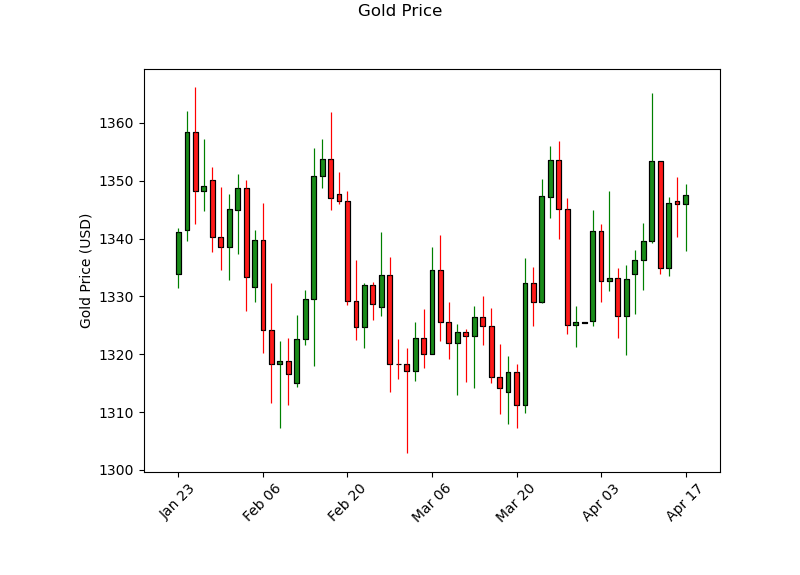 Gold Price
Gold Price (USD)
1360
1350
1340
1330
1320
1310
1300
Jan 23
Feb 06
Feb 20
Mar 06
Mar 20
Apr 03
Apr 17